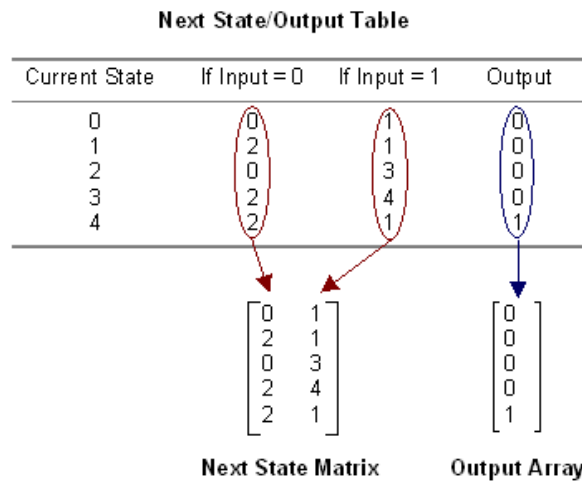 Next State/Output Table
Current State If Input = 0 If Input = 1 Output
0 0 1 0
1 2 1 0
2 0 3 0
3 2 4 0
4 2 1 1
0 1 0
2 1 0
0 3 0
2 4 0
2 1 1
Next State Matrix Output Array